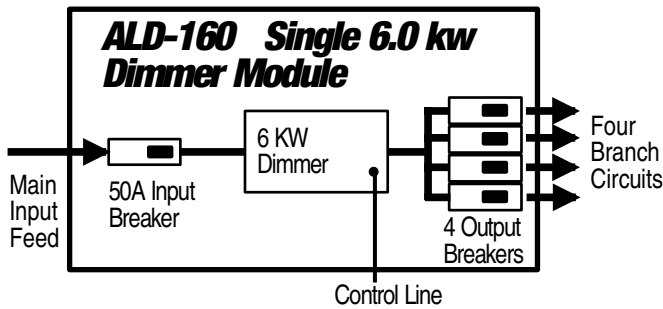 ALD-160 Single 6.0 kw
Dimmer Module
6 KW
Dimmer
Main
Input
Feed
50A Input
Breaker
4 Output
Breakers
Four
Branch
Circuits
Control Line